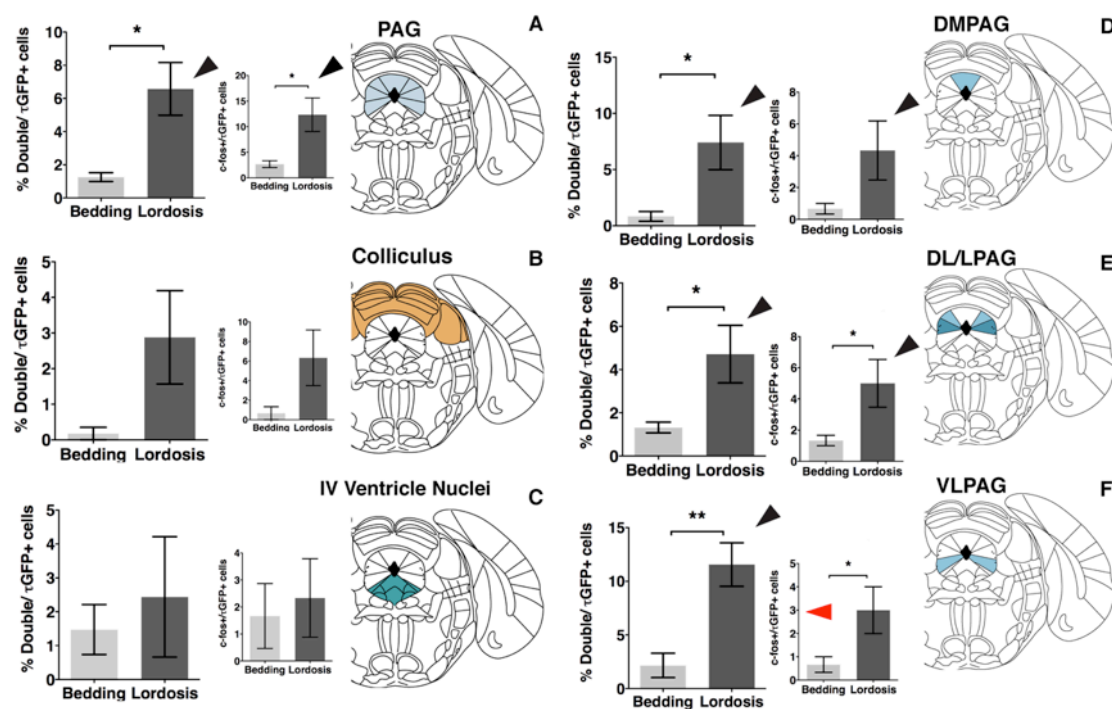 PAG
A
% Double/ τGFP+ cells
10
8
6
4
2
0
*
Bedding Lordosis
c-fos+/τGFP+ cells
20
15
10
5
0
*
Bedding Lordosis
Colliculus
B
% Double/ τGFP+ cells
5
4
3
2
1
0
Bedding Lordosis
c-fos+/τGFP+ cells
10
8
6
4
2
0
Bedding Lordosis
IV Ventricle Nuclei
C
% Double/ τGFP+ cells
5
4
3
2
1
0
Bedding Lordosis
c-fos+/τGFP+ cells
4
3
2
1
0
Bedding Lordosis
DMPAG
D
% Double/ τGFP+ cells
15
10
5
0
*
Bedding Lordosis
c-fos+/τGFP+ cells
8
6
4
2
0
Bedding Lordosis
DL/LPAG
E
% Double/ τGFP+ cells
8
6
4
2
0
*
Bedding Lordosis
c-fos+/τGFP+ cells
8
6
4
2
0
*
Bedding Lordosis
VLPAG
F
% Double/ τGFP+ cells
15
10
5
0
**
Bedding Lordosis
c-fos+/τGFP+ cells
5
4
3
2
1
0
*
Bedding Lordosis